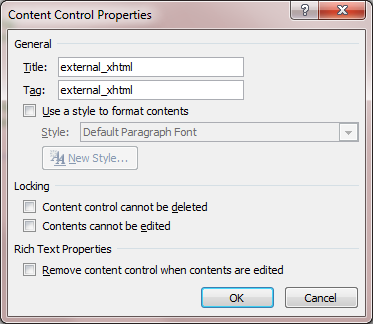 Content Control Properties
General
Title: external_xhtml
Tag: external_xhtml
Use a style to format contents
Style: Default Paragraph Font
New Style...
Locking
Content control cannot be deleted
Contents cannot be edited
Rich Text Properties
Remove content control when contents are edited
OK Cancel